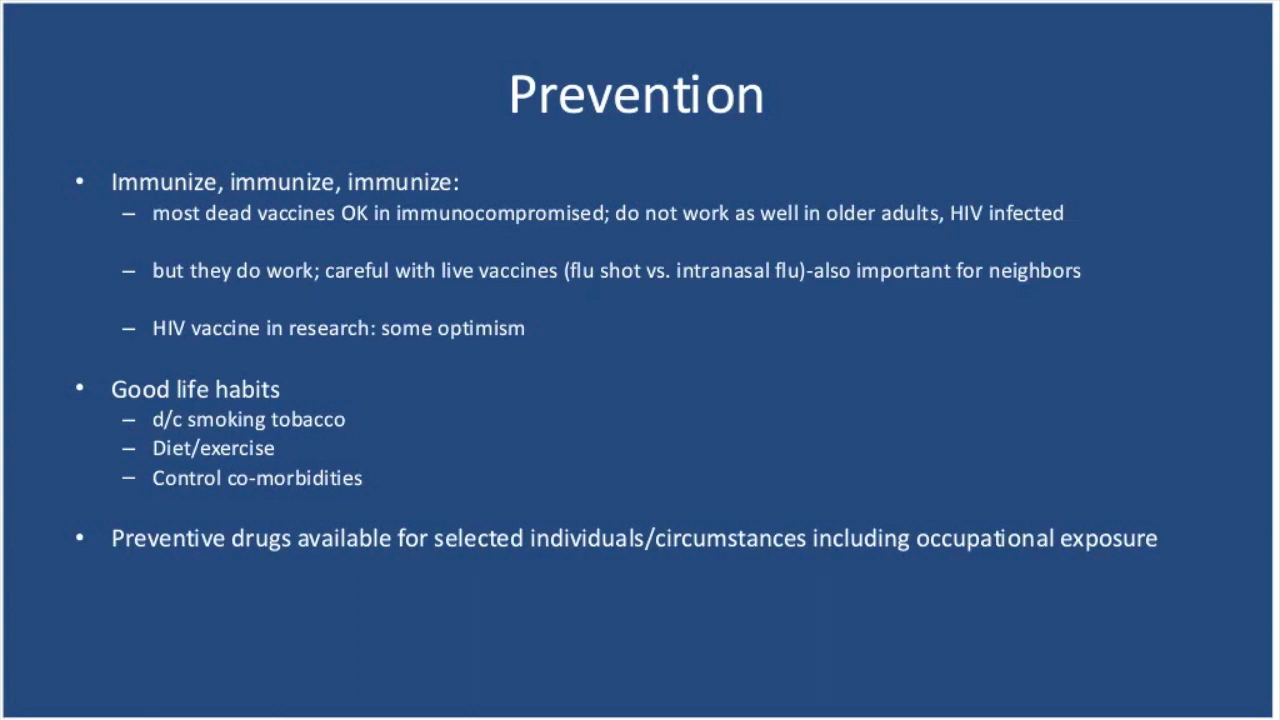 Prevention
• Immunize, immunize, immunize:
– most dead vaccines OK in immunocompromised; do not work as well in older adults, HIV infected
– but they do work; careful with live vaccines (flu shot vs. intranasal flu)-also important for neighbors
– HIV vaccine in research: some optimism
• Good life habits
– d/c smoking tobacco
– Diet/exercise
– Control co-morbidities
• Preventive drugs available for selected individuals/circumstances including occupational exposure